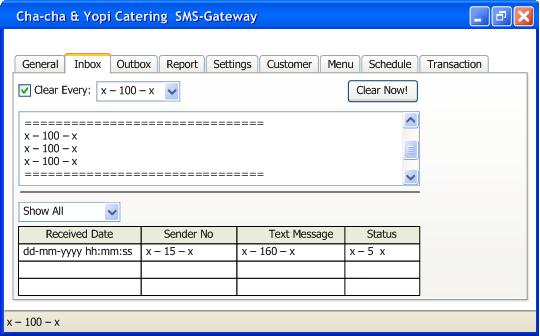 Cha-cha & Yopi Catering SMS-Gateway
General Inbox Outbox Report Settings Customer Menu Schedule Transaction
Clear Every: x – 100 – x Clear Now!
===============================
x – 100 – x
x – 100 – x
x – 100 – x
===============================
Show All
Received Date Sender No Text Message Status
dd-mm-yyyy hh:mm:ss x – 15 – x x – 160 – x x – 5 x
x – 100 – x